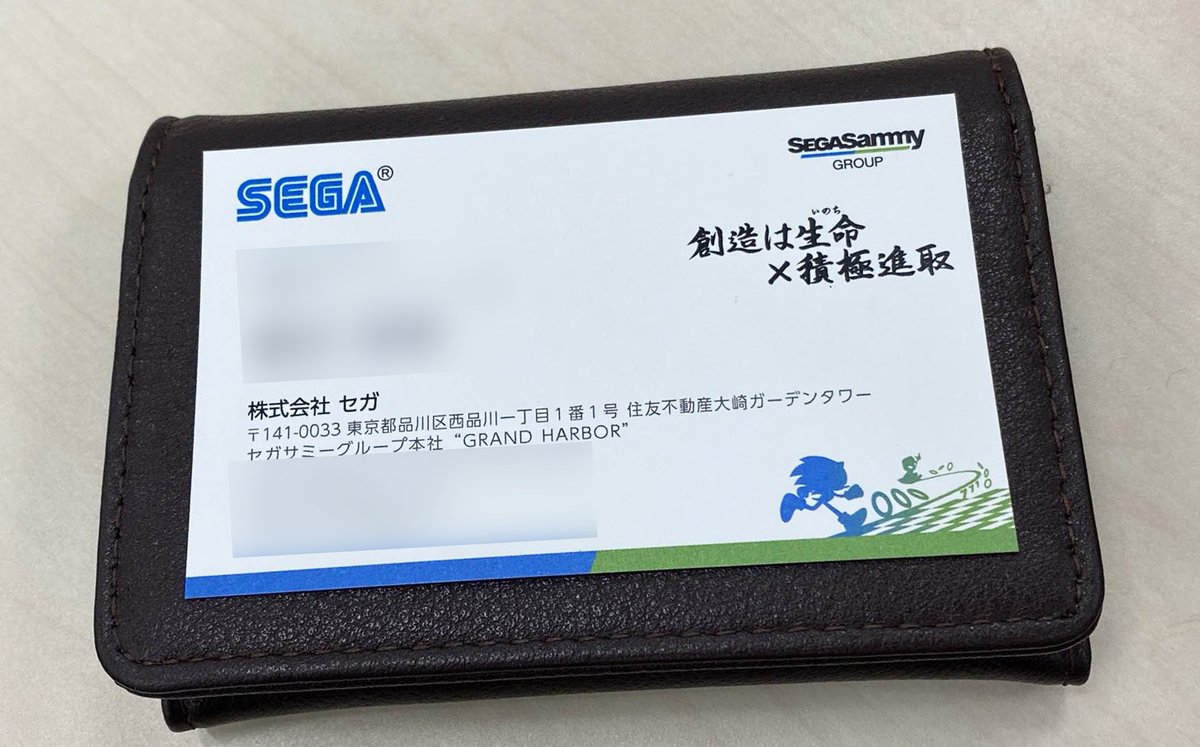 SEGA®
SEGASammy
GROUP
創造は生命
いのち
×積極進取
株式会社 セガ
〒141-0033 東京都品川区西品川一丁目1番1号 住友不動産大崎ガーデンタワー
セガサミーグループ本社 “GRAND HARBOR”